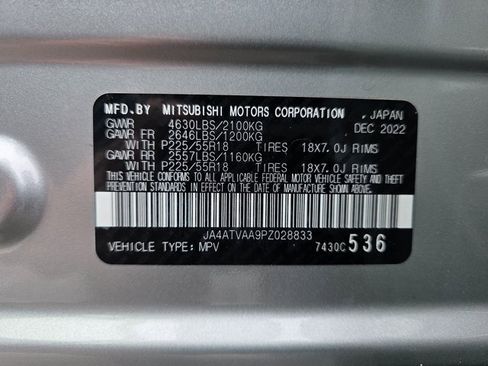 MFD.BY MITSUBISHI MOTORS CORPORATION JAPAN
GVWR 4630LBS/2100KG DEC 2022
GAWR FR 2646LBS/1200KG
WITH P225/55R18 TIRES 18X7.0J RIMS
GAWR RR 2557LBS/1160KG
WITH P225/55R18 TIRES 18X7.0J RIMS
THIS VEHICLE CONFORMS TO ALL APPLICABLE FEDERAL MOTOR VEHICLE SAFETY AND THEFT
PREVENTION STANDARDS IN EFFECT ON THE DATE OF MANUFACTURE SHOWN ABOVE.
JA4ATVAA9PZ028833
VEHICLE TYPE: MPV 7430C 536